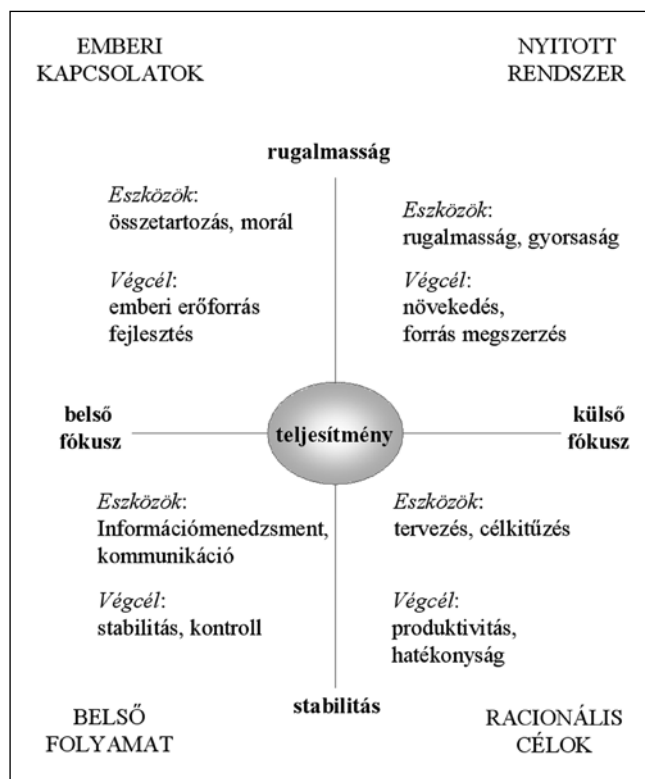 EMBERI
KAPCSOLATOK
NYITOTT
RENDSZER
rugalmasság
Eszközök:
összetartozás, morál
Végcél:
emberi erőforrás
fejlesztés
Eszközök:
rugalmasság, gyorsaság
Végcél:
növekedés,
forrás megszerzés
belső
fókusz
teljesítmény
külső
fókusz
Eszközök:
Információmenedzsment,
kommunikáció
Végcél:
stabilitás, kontroll
Eszközök:
tervezés, célkitűzés
Végcél:
produktivitás,
hatékonyság
stabilitás
BELSŐ
FOLYAMAT
RACIONÁLIS
CÉLOK